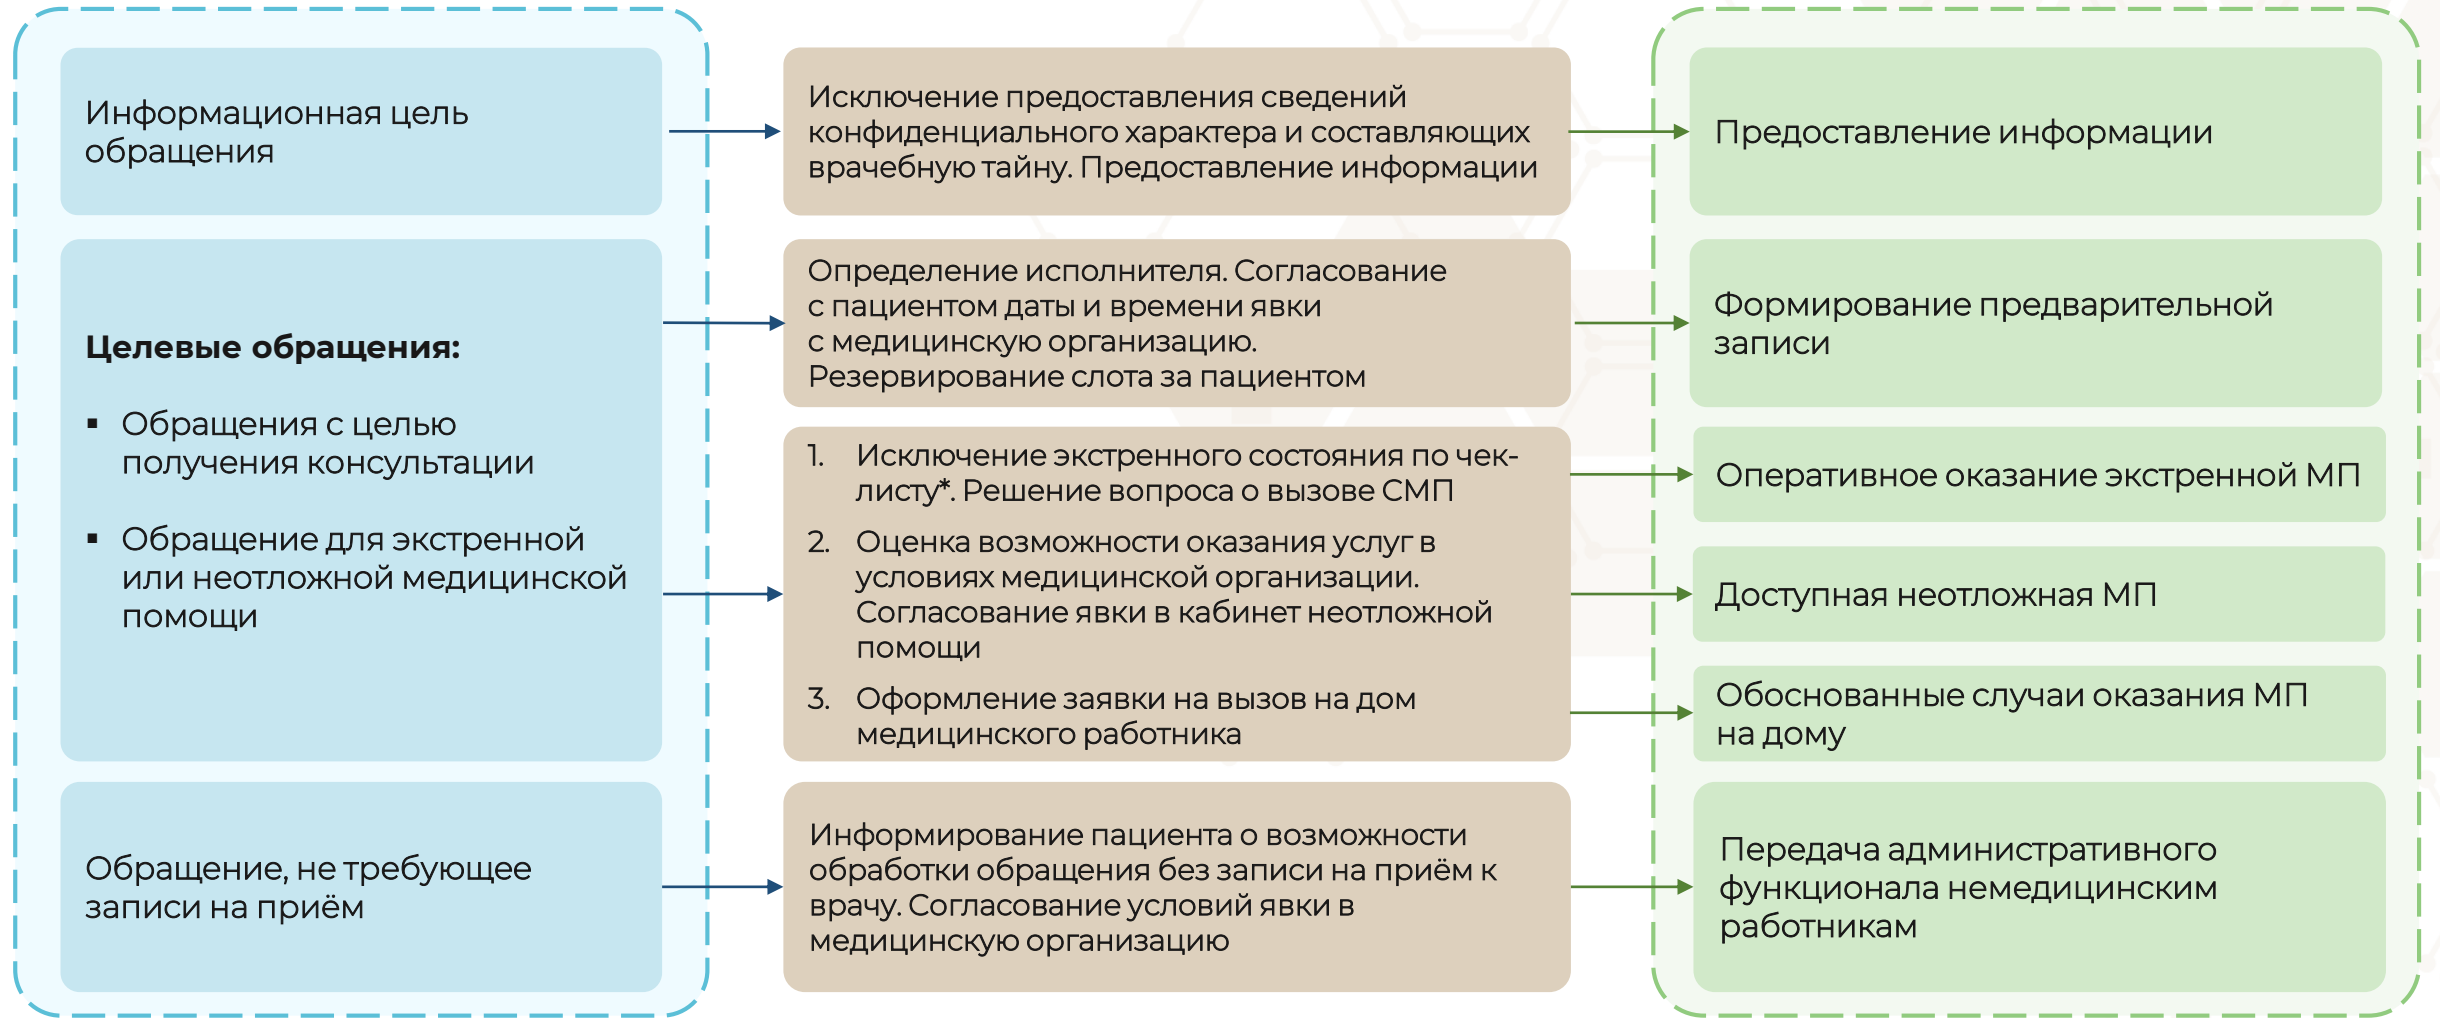 Информационная цель
обращения
Исключение предоставления сведений
конфиденциального характера и составляющих
врачебную тайну. Предоставление информации
Предоставление информации
Целевые обращения:
▪ Обращения с целью
получения консультации
▪ Обращение для экстренной
или неотложной медицинской
помощи
Определение исполнителя. Согласование
с пациентом даты и времени явки
с медицинскую организацию.
Резервирование слота за пациентом
Формирование предварительной
записи
1. Исключение экстренного состояния по чек-
листу*. Решение вопроса о вызове СМП
2. Оценка возможности оказания услуг в
условиях медицинской организации.
Согласование явки в кабинет неотложной
помощи
3. Оформление заявки на вызов на дом
медицинского работника
Оперативное оказание экстренной МП
Доступная неотложная МП
Обоснованные случаи оказания МП
на дому
Обращение, не требующее
записи на приём
Информирование пациента о возможности
обработки обращения без записи на приём к
врачу. Согласование условий явки в
медицинскую организацию
Передача административного
функционала немедицинским
работникам